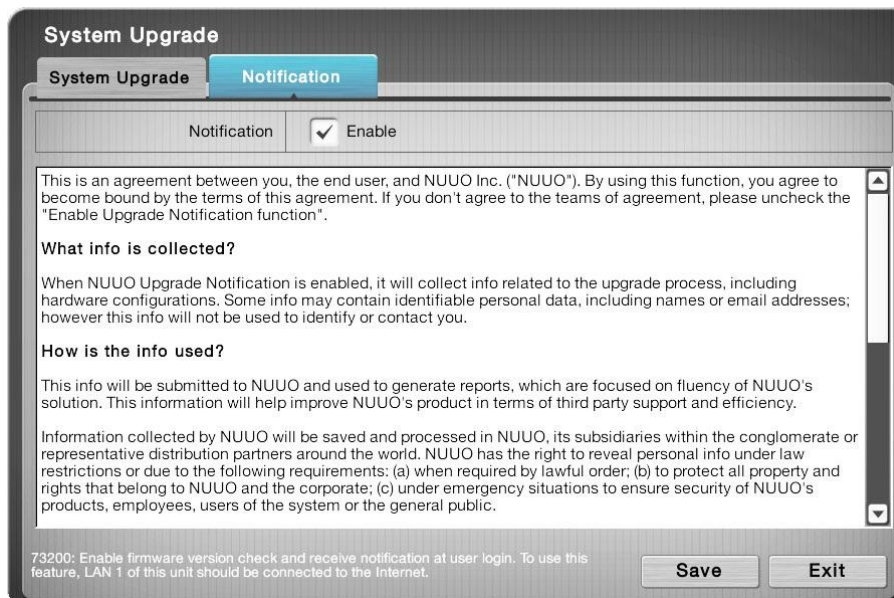 System Upgrade
System Upgrade
Notification
Notification
Enable
This is an agreement between you, the end user, and NUUO Inc. ("NUUO"). By using this function, you agree to
become bound by the terms of this agreement. If you don't agree to the teams of agreement, please uncheck the
"Enable Upgrade Notification function".
What info is collected?
When NUUO Upgrade Notification is enabled, it will collect info related to the upgrade process, including
hardware configurations. Some info may contain identifiable personal data, including names or email addresses;
however this info will not be used to identify or contact you.
How is the info used?
This info will be submitted to NUUO and used to generate reports, which are focused on fluency of NUUO's
solution. This information will help improve NUUO's product in terms of third party support and efficiency.
Information collected by NUUO will be saved and processed in NUUO, its subsidiaries within the conglomerate or
representative distribution partners around the world. NUUO has the right to reveal personal info under law
restrictions or due to the following requirements: (a) when required by lawful order; (b) to protect all property and
rights that belong to NUUO and the corporate; (c) under emergency situations to ensure security of NUUO's
products, employees, users of the system or the general public.
73200: Enable firmware version check and receive notification at user login. To use this
feature, LAN 1 of this unit should be connected to the Internet.
Save
Exit